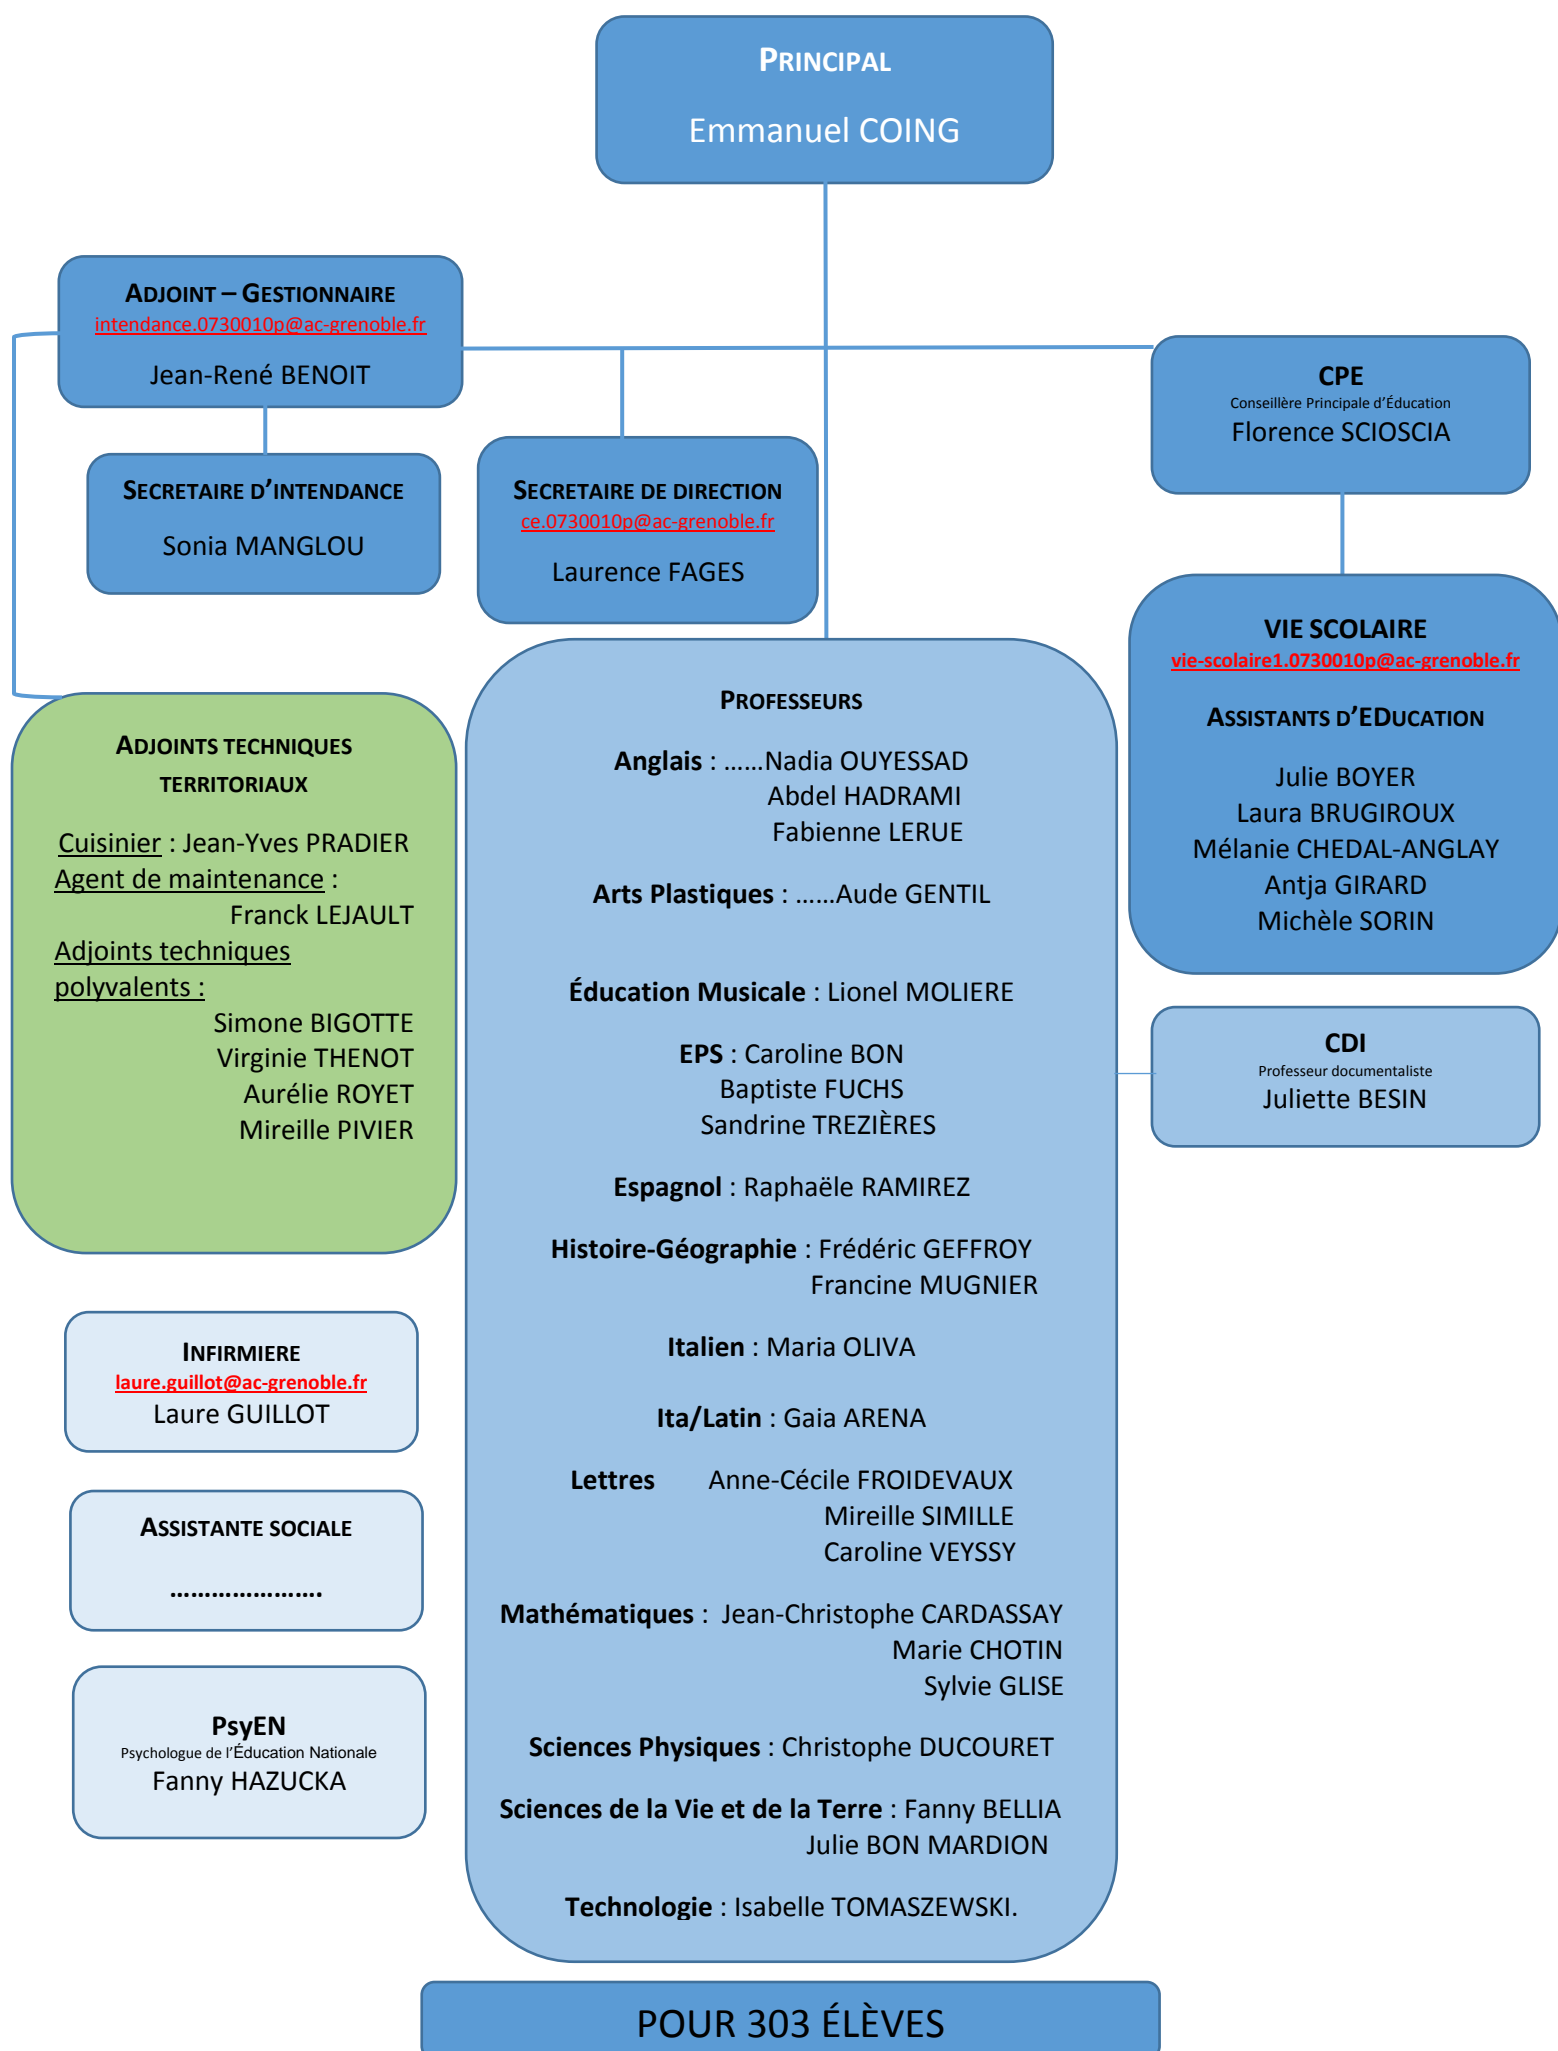 PRINCIPAL
Emmanuel COING
ADJOINT – GESTIONNAIRE
intendance.0730010p@ac-grenoble.fr
Jean-René BENOIT
CPE
Conseillère Principale d’Éducation
Florence SCIOSCIA
SECRETAIRE D’INTENDANCE
Sonia MANGLOU
SECRETAIRE DE DIRECTION
ce.0730010p@ac-grenoble.fr
Laurence FAGES
VIE SCOLAIRE
vie-scolaire1.0730010p@ac-grenoble.fr
ASSISTANTS D’EDUCATION
Julie BOYER
Laura BRUGIROUX
Mélanie CHEDAL-ANGLAY
Antja GIRARD
Michèle SORIN
ADJOINTS TECHNIQUES
TERRITORIAUX
Cuisinier : Jean-Yves PRADIER
Agent de maintenance :
Franck LEJAULT
Adjoints techniques
polyvalents :
Simone BIGOTTE
Virginie THENOT
Aurélie ROYET
Mireille PIVIER
PROFESSEURS
Anglais : ……Nadia OUYESSAD
Abdel HADRAMI
Fabienne LERUE
Arts Plastiques : ……Aude GENTIL
Éducation Musicale : Lionel MOLIERE
EPS : Caroline BON
Baptiste FUCHS
Sandrine TREZIÈRES
Espagnol : Raphaële RAMIREZ
Histoire-Géographie : Frédéric GEFFROY
Francine MUGNIER
Italien : Maria OLIVA
Ita/Latin : Gaia ARENA
Lettres Anne-Cécile FROIDEVAUX
Mireille SIMILLE
Caroline VEYSSY
Mathématiques : Jean-Christophe CARDASSAY
Marie CHOTIN
Sylvie GLISE
Sciences Physiques : Christophe DUCOURET
Sciences de la Vie et de la Terre : Fanny BELLIA
Julie BON MARDION
Technologie : Isabelle TOMASZEWSKI.
CDI
Professeur documentaliste
Juliette BESIN
INFIRMIERE
laure.guillot@ac-grenoble.fr
Laure GUILLOT
ASSISTANTE SOCIALE
………………….
PsyEN
Psychologue de l’Éducation Nationale
Fanny HAZUCKA
POUR 303 ÉLÈVES